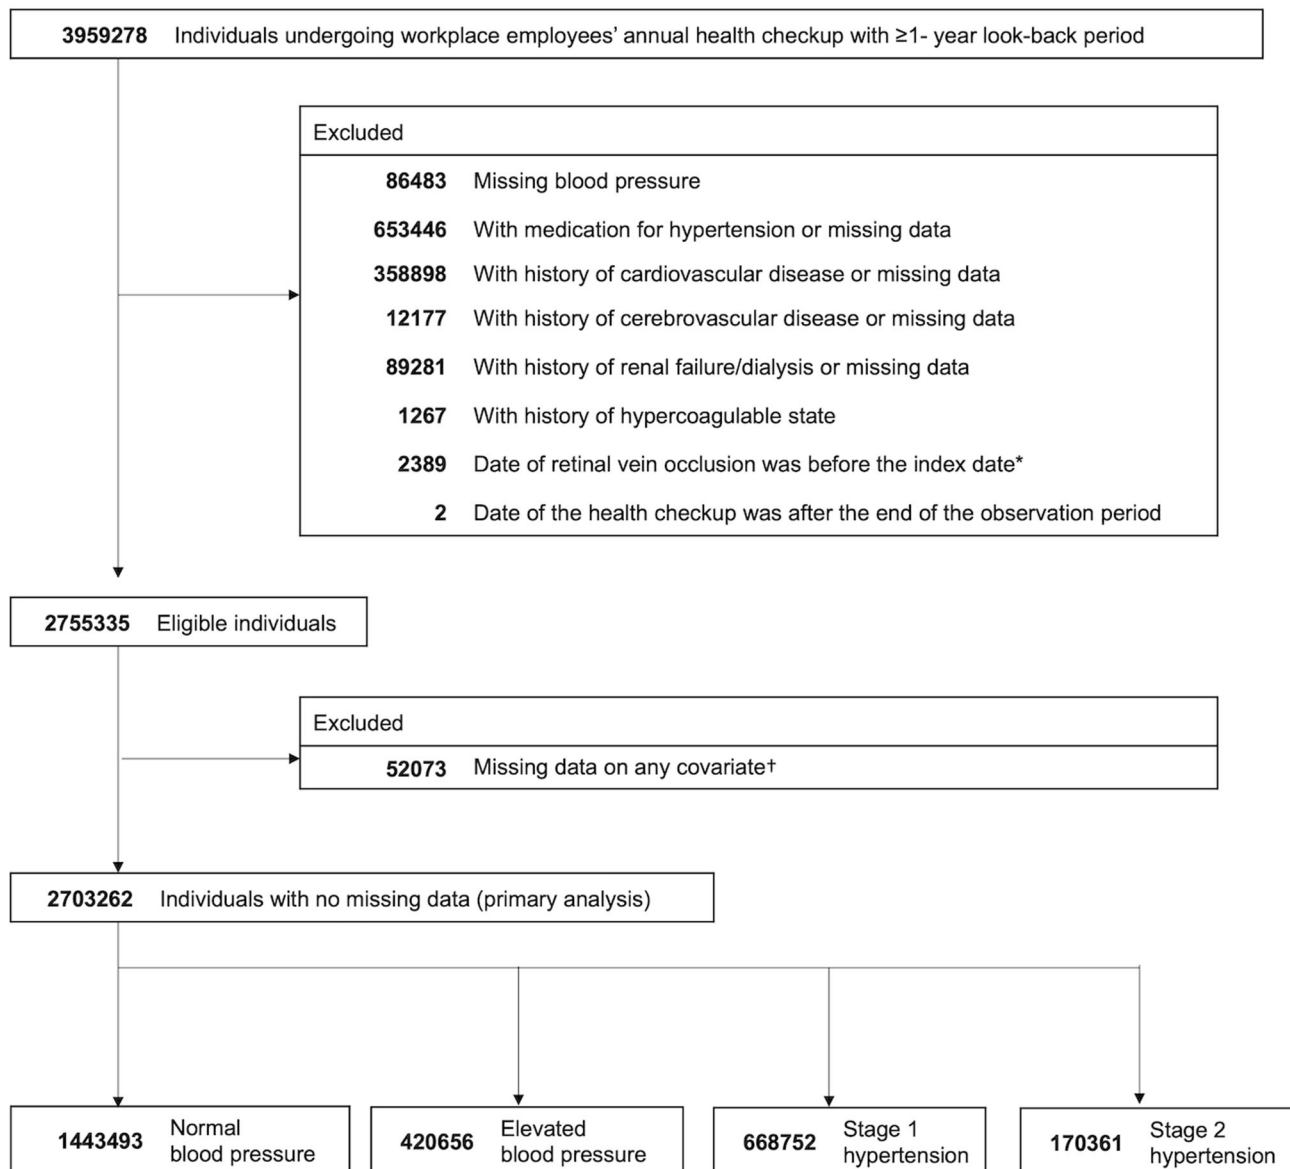 3959278 Individuals undergoing workplace employees’ annual health checkup with ≥1- year look-back period
Excluded
86483 Missing blood pressure
653446 With medication for hypertension or missing data
358898 With history of cardiovascular disease or missing data
12177 With history of cerebrovascular disease or missing data
89281 With history of renal failure/dialysis or missing data
1267 With history of hypercoagulable state
2389 Date of retinal vein occlusion was before the index date*
2 Date of the health checkup was after the end of the observation period
2755335 Eligible individuals
Excluded
52073 Missing data on any covariate†
2703262 Individuals with no missing data (primary analysis)
1443493 Normal
blood pressure
420656 Elevated
blood pressure
668752 Stage 1
hypertension
170361 Stage 2
hypertension